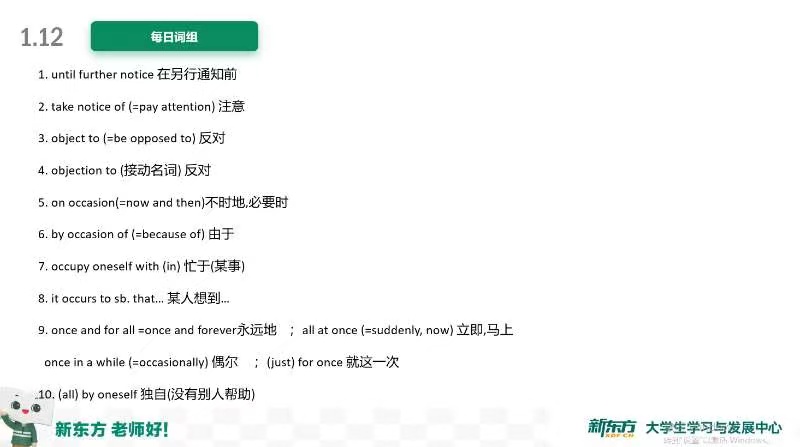 1.12
每日词组
1. until further notice 在另行通知前
2. take notice of (=pay attention) 注意
3. object to (=be opposed to) 反对
4. objection to (接动名词) 反对
5. on occasion(=now and then)不时地,必要时
6. by occasion of (=because of) 由于
7. occupy oneself with (in) 忙于(某事)
8. it occurs to sb. that... 某人想到...
9. once and for all =once and forever永远地 ； all at once (=suddenly, now) 立即,马上
once in a while (=occasionally) 偶尔 ； (just) for once 就这一次
10. (all) by oneself 独自(没有别人帮助)
新东方 老师好!
新东方 大学生学习与发展中心
XDF.CN
转到"设置"以激活 Windows。